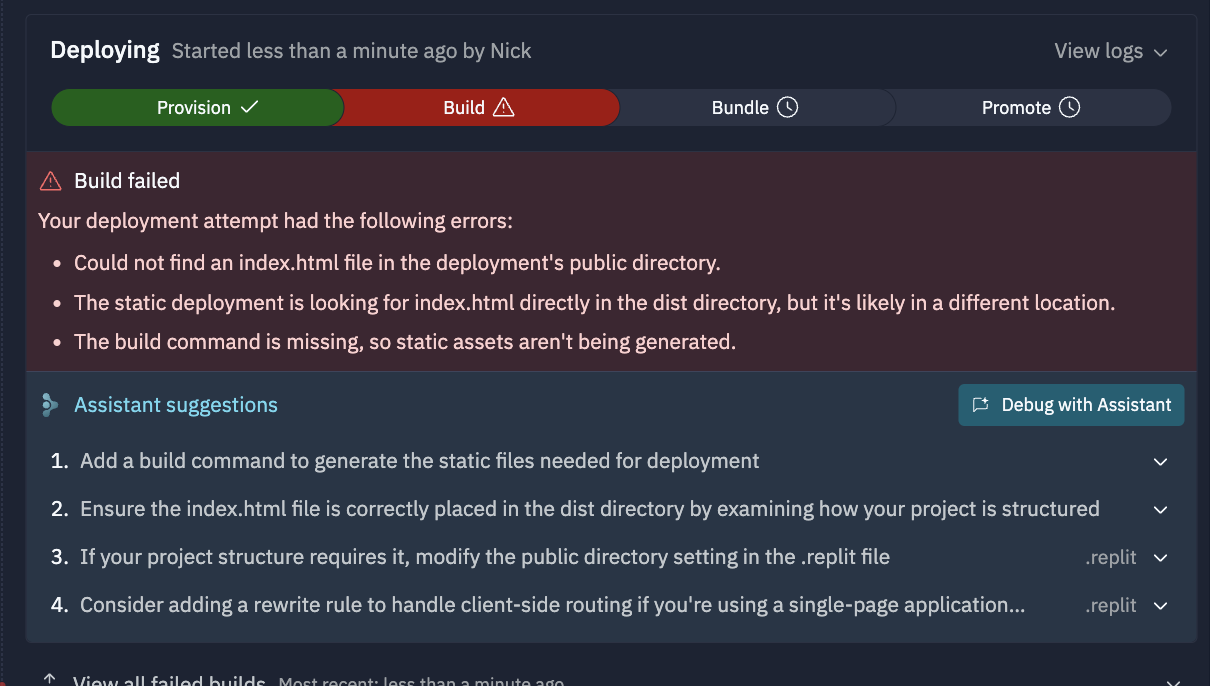 Deploying Started less than a minute ago by Nick View logs
Provision Build Bundle Promote
Build failed
Your deployment attempt had the following errors:
• Could not find an index.html file in the deployment's public directory.
• The static deployment is looking for index.html directly in the dist directory, but it's likely in a different location.
• The build command is missing, so static assets aren't being generated.
Assistant suggestions Debug with Assistant
1. Add a build command to generate the static files needed for deployment
2. Ensure the index.html file is correctly placed in the dist directory by examining how your project is structured
3. If your project structure requires it, modify the public directory setting in the .replit file .replit
4. Consider adding a rewrite rule to handle client-side routing if you're using a single-page application... .replit
View all failed builds Most recent: less than a minute ago